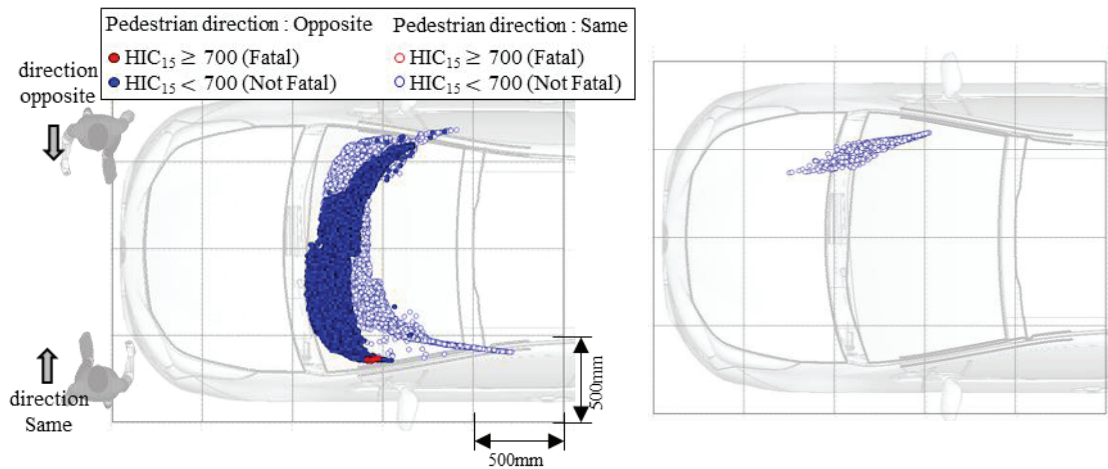 Pedestrian direction : Opposite
HIC15 ≥ 700 (Fatal)
HIC15 < 700 (Not Fatal)
Pedestrian direction : Same
HIC15 ≥ 700 (Fatal)
HIC15 < 700 (Not Fatal)
direction
opposite
direction
Same
500mm
500mm